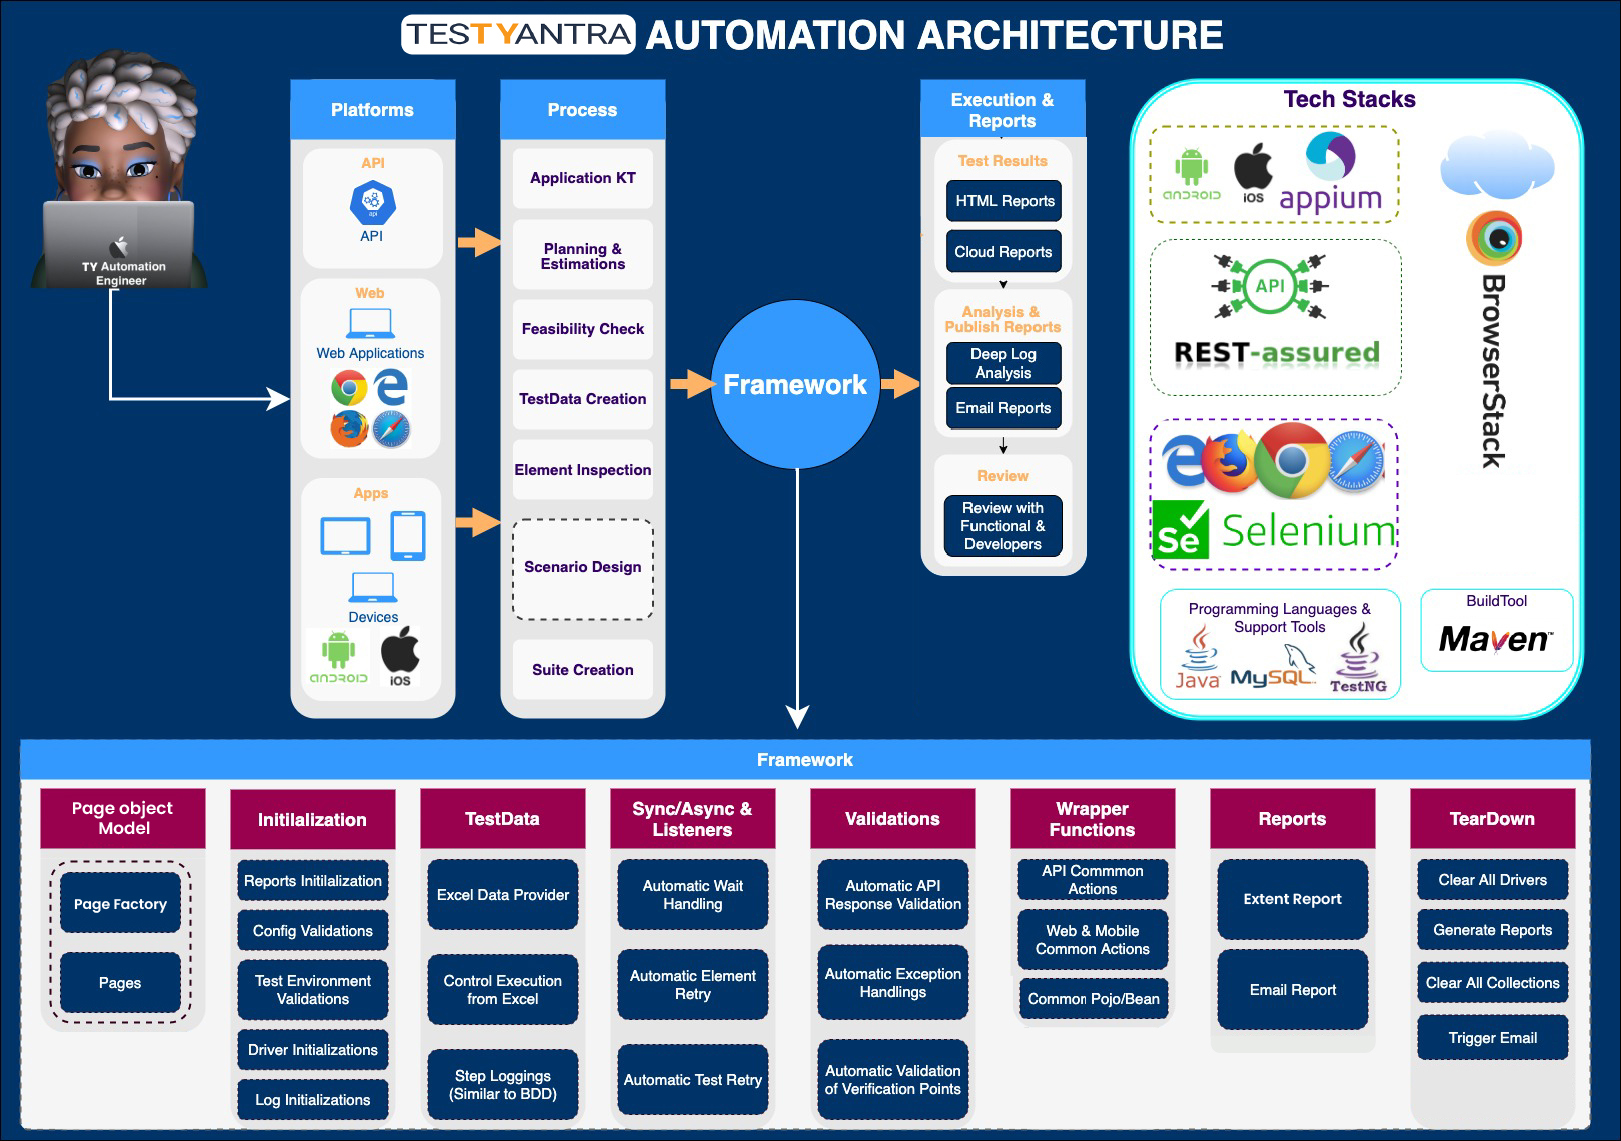 TESTYANTRA AUTOMATION ARCHITECTURE
TY Automation
Engineer
Platforms
API
api
API
Web
Web Applications
Apps
Devices
android
iOS
Process
Application KT
Planning &
Estimations
Feasibility Check
TestData Creation
Element Inspection
Scenario Design
Suite Creation
Framework
Execution &
Reports
Test Results
HTML Reports
Cloud Reports
Analysis &
Publish Reports
Deep Log
Analysis
Email Reports
Review
Review with
Functional &
Developers
Tech Stacks
android
iOS
appium
API
REST-assured
Se Selenium
BrowserStack
Programming Languages &
Support Tools
Java
MySQL
TestNG
BuildTool
Maven™
Framework
Page object
Model
Page Factory
Pages
Initilalization
Reports Initilalization
Config Validations
Test Environment
Validations
Driver Initializations
Log Initializations
TestData
Excel Data Provider
Control Execution
from Excel
Step Loggings
(Similar to BDD)
Sync/Async &
Listeners
Automatic Wait
Handling
Automatic Element
Retry
Automatic Test Retry
Validations
Automatic API
Response Validation
Automatic Exception
Handlings
Automatic Validation
of Verification Points
Wrapper
Functions
API Commmon
Actions
Web & Mobile
Common Actions
Common Pojo/Bean
Reports
Extent Report
Email Report
TearDown
Clear All Drivers
Generate Reports
Clear All Collections
Trigger Email